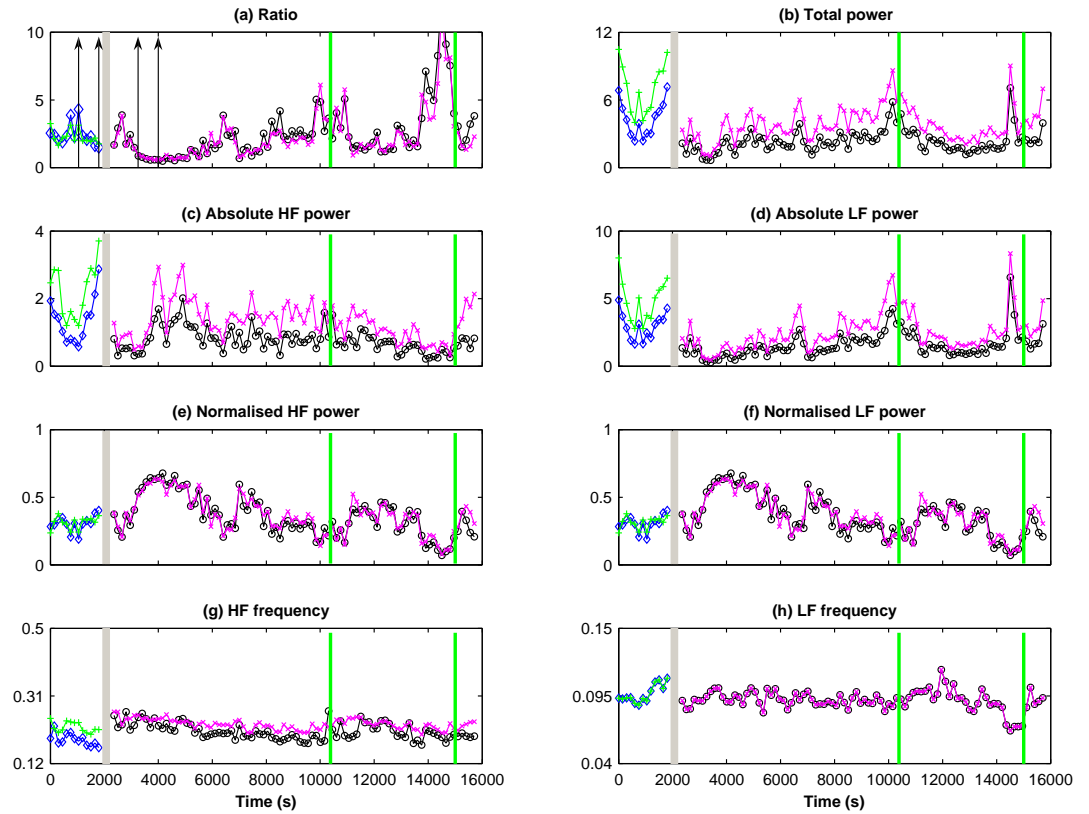 (a) Ratio
10
5
0
(b) Total power
12
6
0
(c) Absolute HF power
4
2
0
(d) Absolute LF power
10
5
0
(e) Normalised HF power
1
0.5
0
(f) Normalised LF power
1
0.5
0
(g) HF frequency
0.5
0.31
0.12
0 2000 4000 6000 8000 10000 12000 14000 16000
Time (s)
(h) LF frequency
0.15
0.095
0.04
0 2000 4000 6000 8000 10000 12000 14000 16000
Time (s)